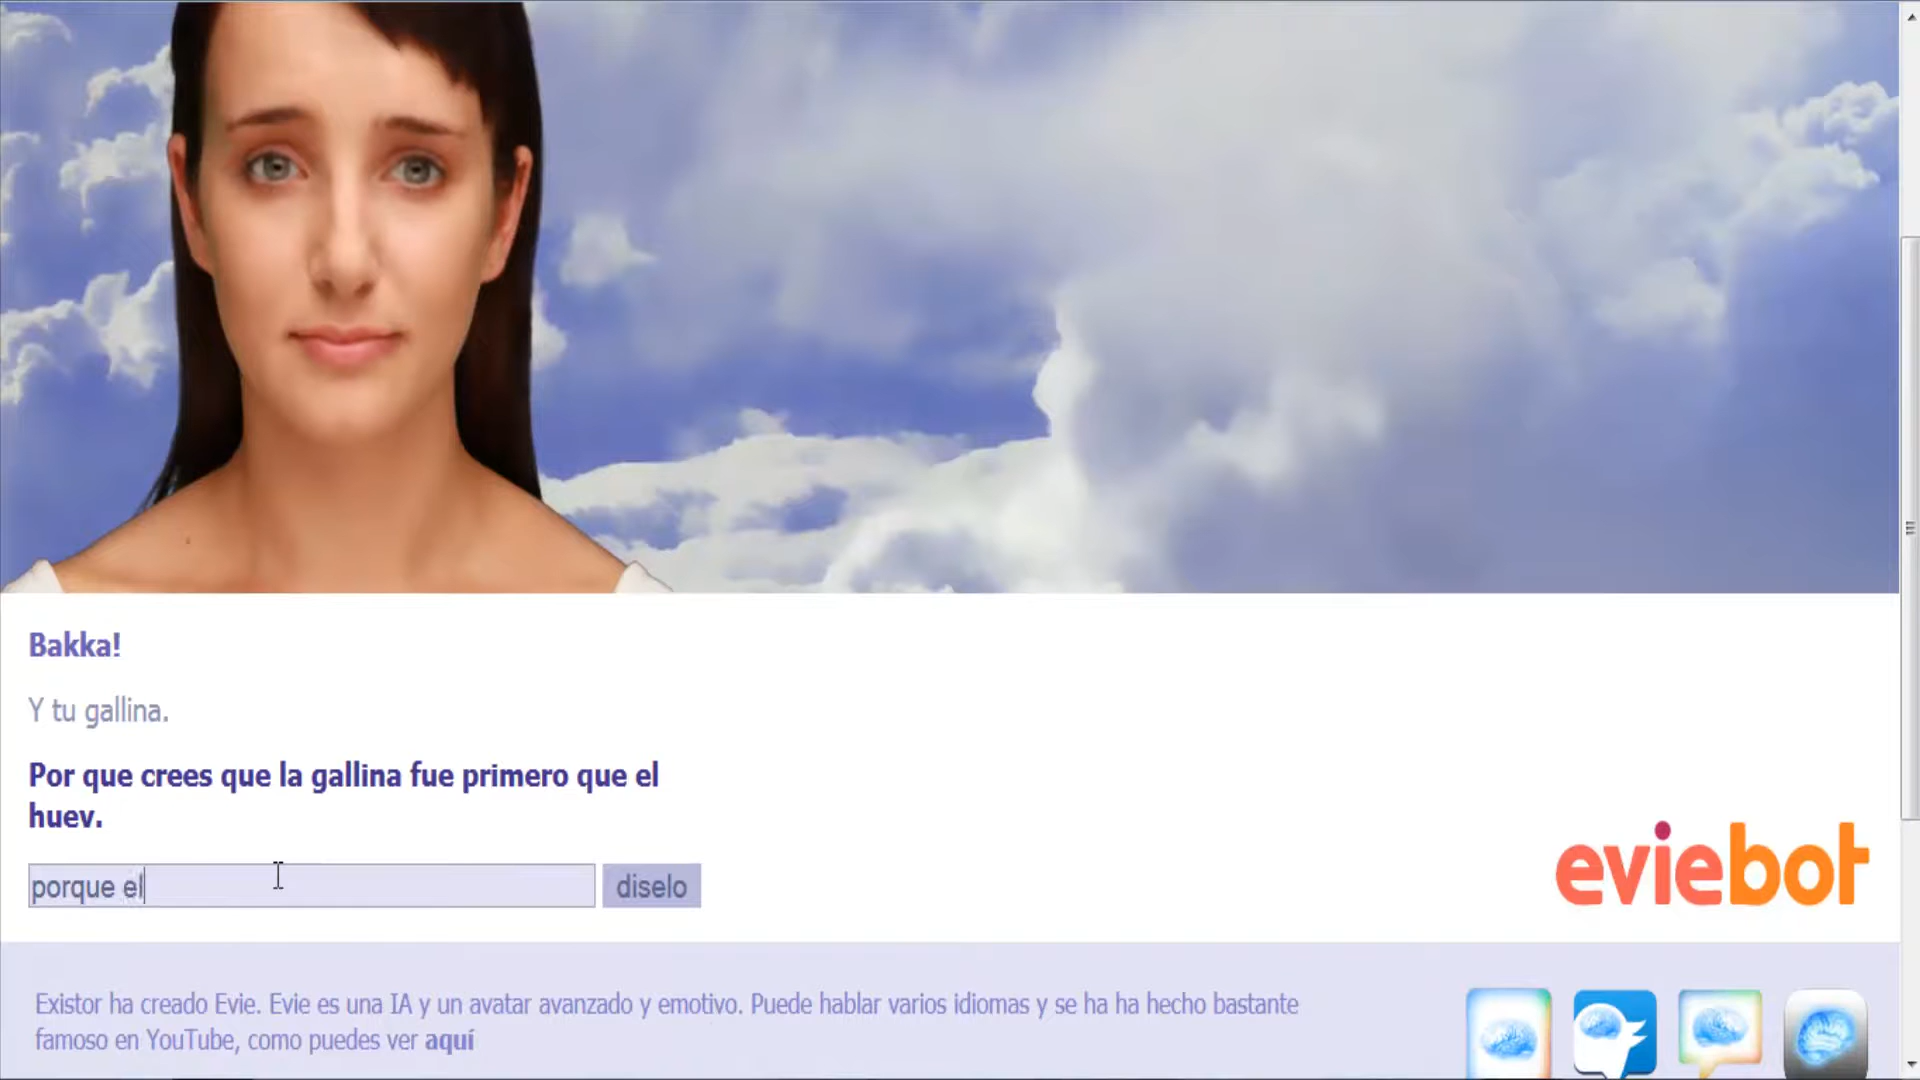 Bakka!
Y tu gallina.
Por que crees que la gallina fue primero que el
huev.
porque el
diselo
eviebot
Existor ha creado Evie. Evie es una IA y un avatar avanzado y emotivo. Puede hablar varios idiomas y se ha ha hecho bastante
famoso en YouTube, como puedes ver aquí